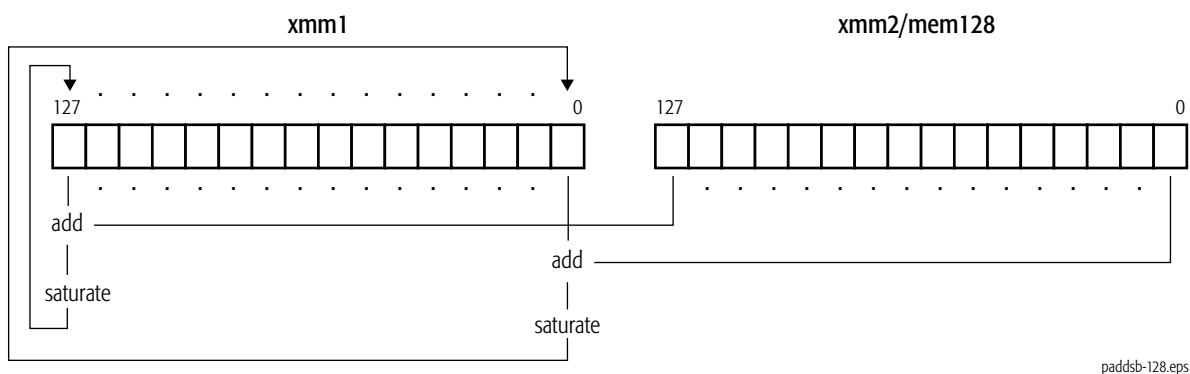 xmm1 xmm2/mem128
127 0 127 0
add
add
saturate
saturate
paddsb-128.eps